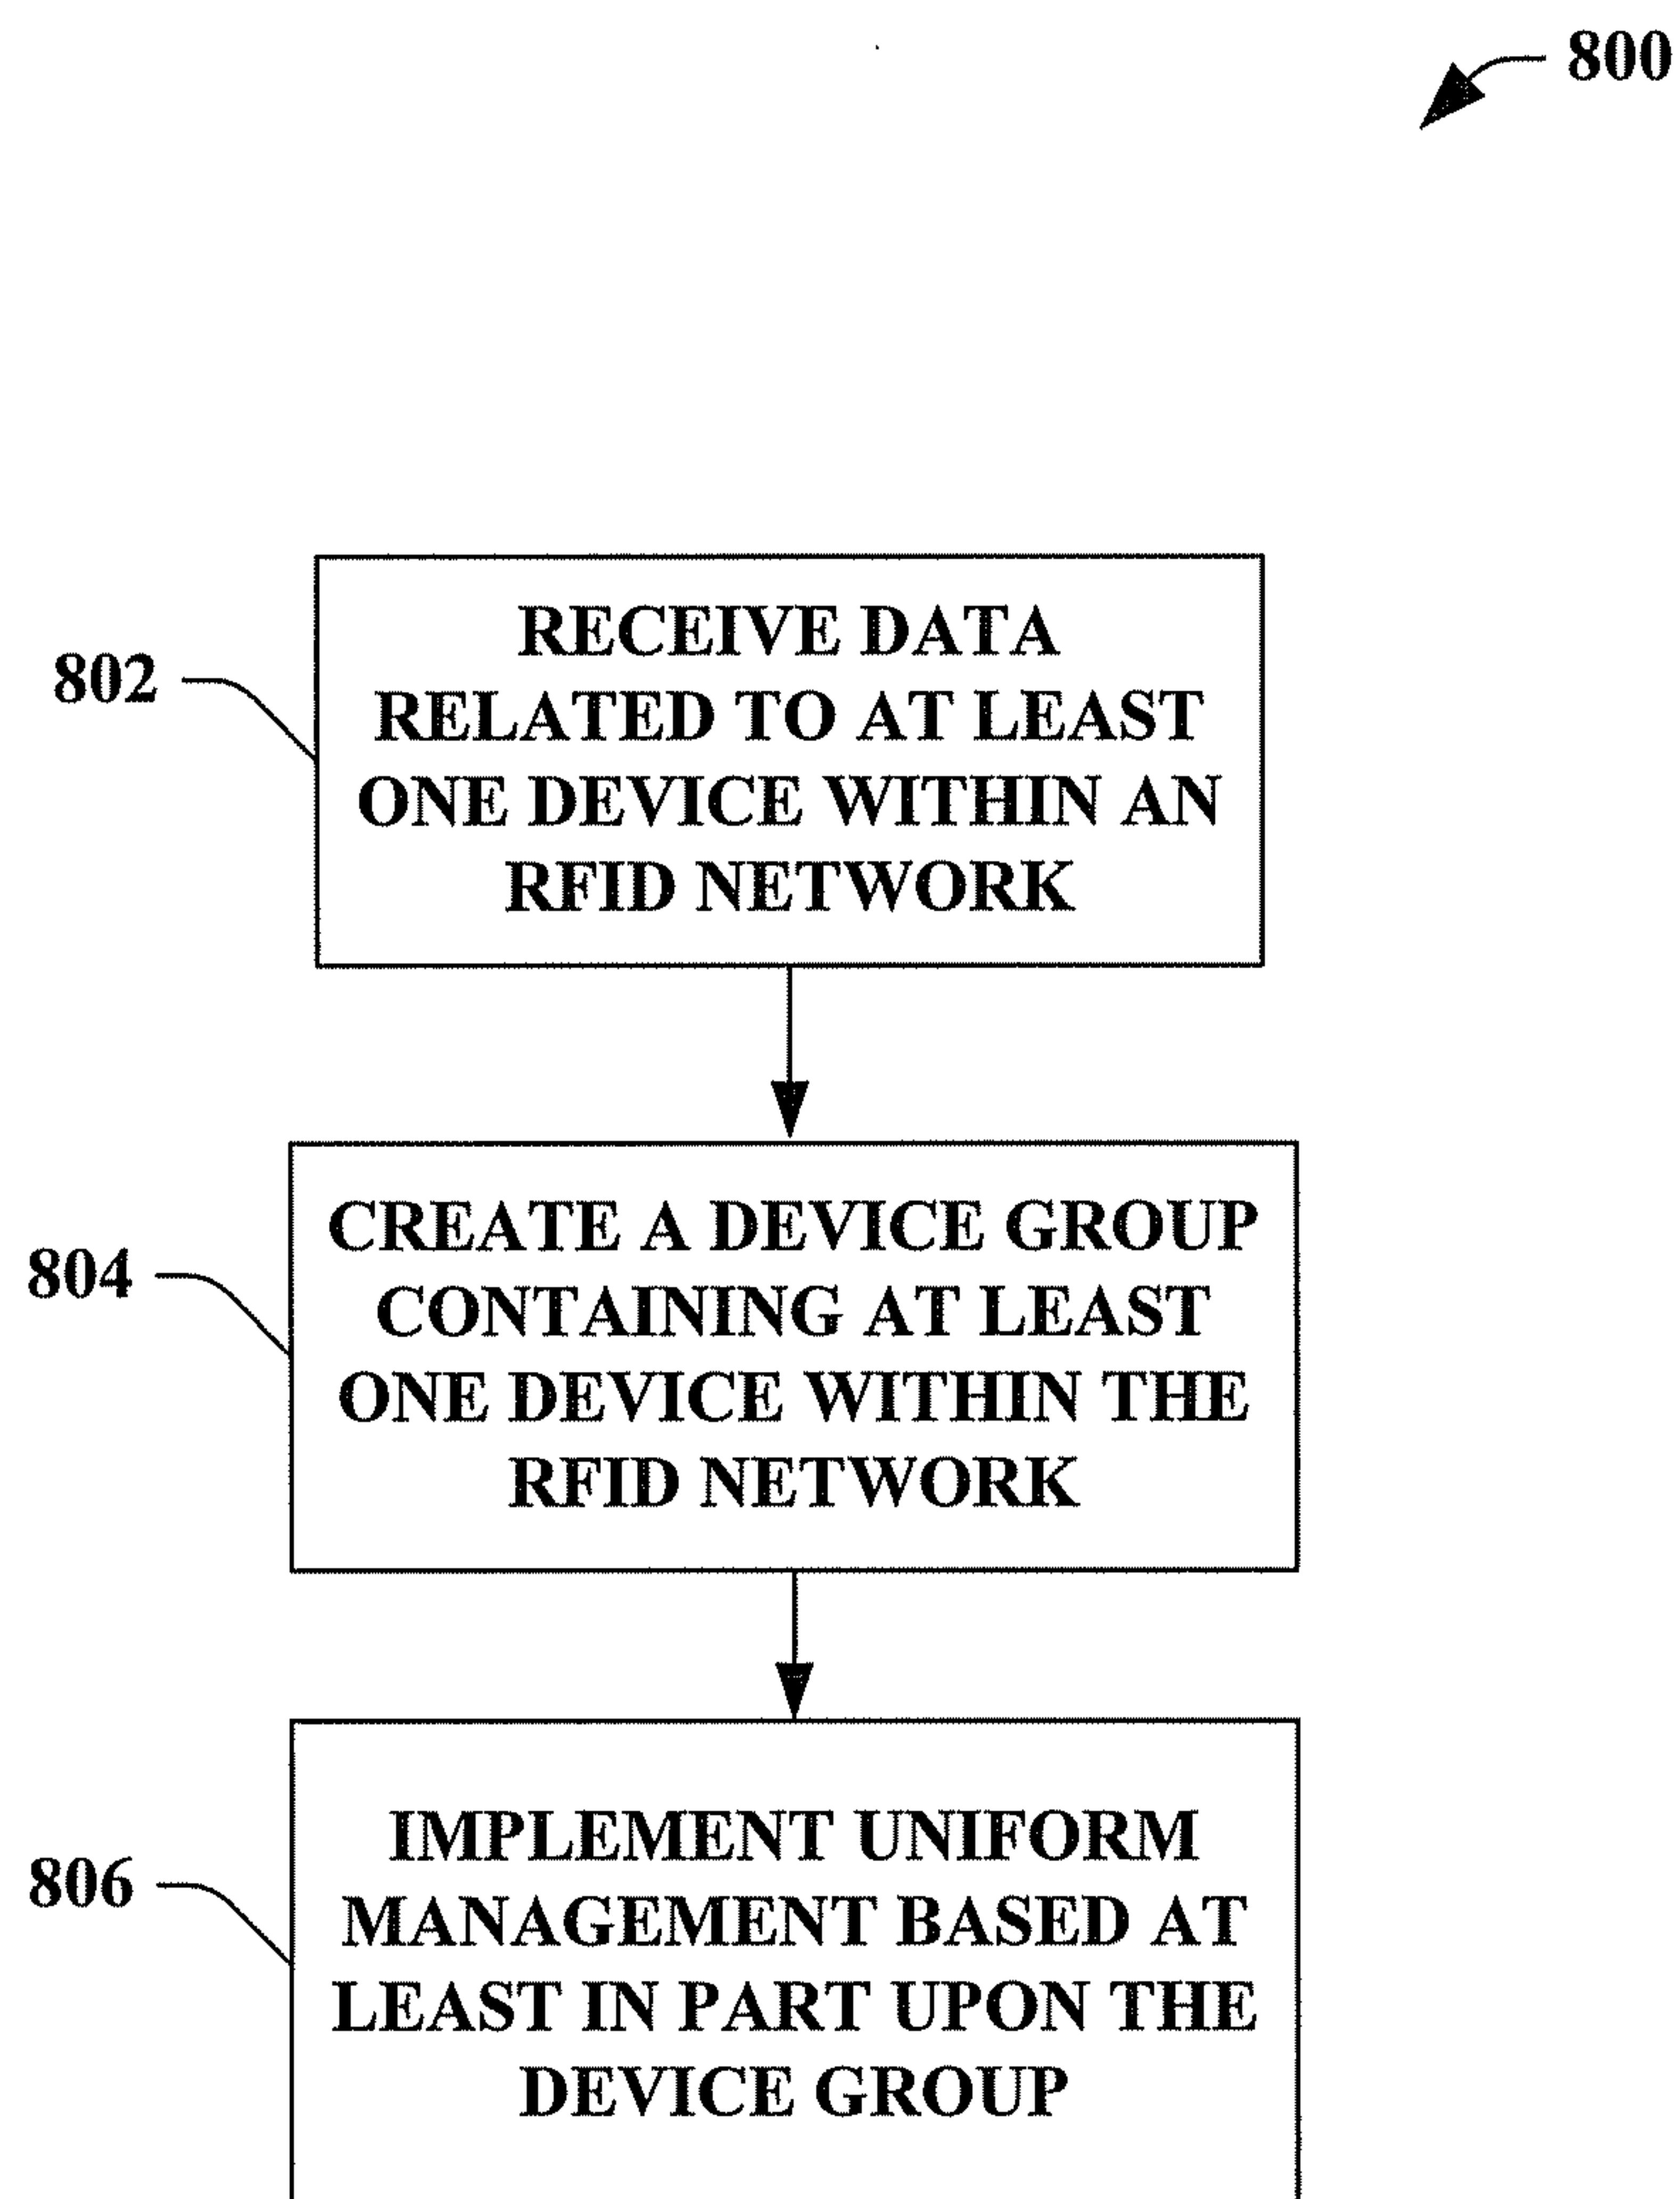 800
802
RECEIVE DATA
RELATED TO AT LEAST
ONE DEVICE WITHIN AN
RFID NETWORK
804
CREATE A DEVICE GROUP
CONTAINING AT LEAST
ONE DEVICE WITHIN THE
RFID NETWORK
806
IMPLEMENT UNIFORM
MANAGEMENT BASED AT
LEAST IN PART UPON THE
DEVICE GROUP